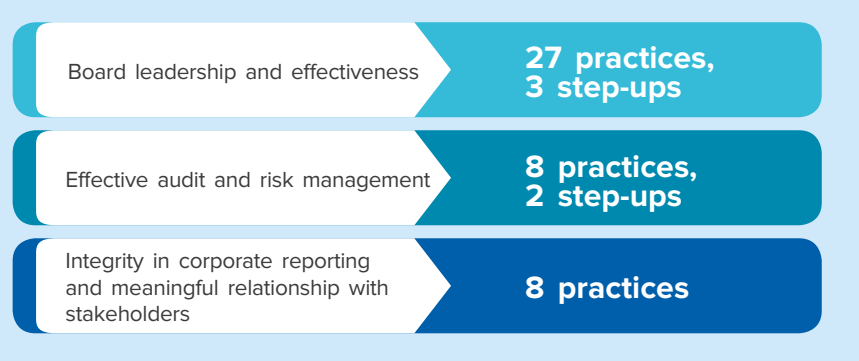 Board leadership and effectiveness
27 practices,
3 step-ups
Effective audit and risk management
8 practices,
2 step-ups
Integrity in corporate reporting
and meaningful relationship with
stakeholders
8 practices